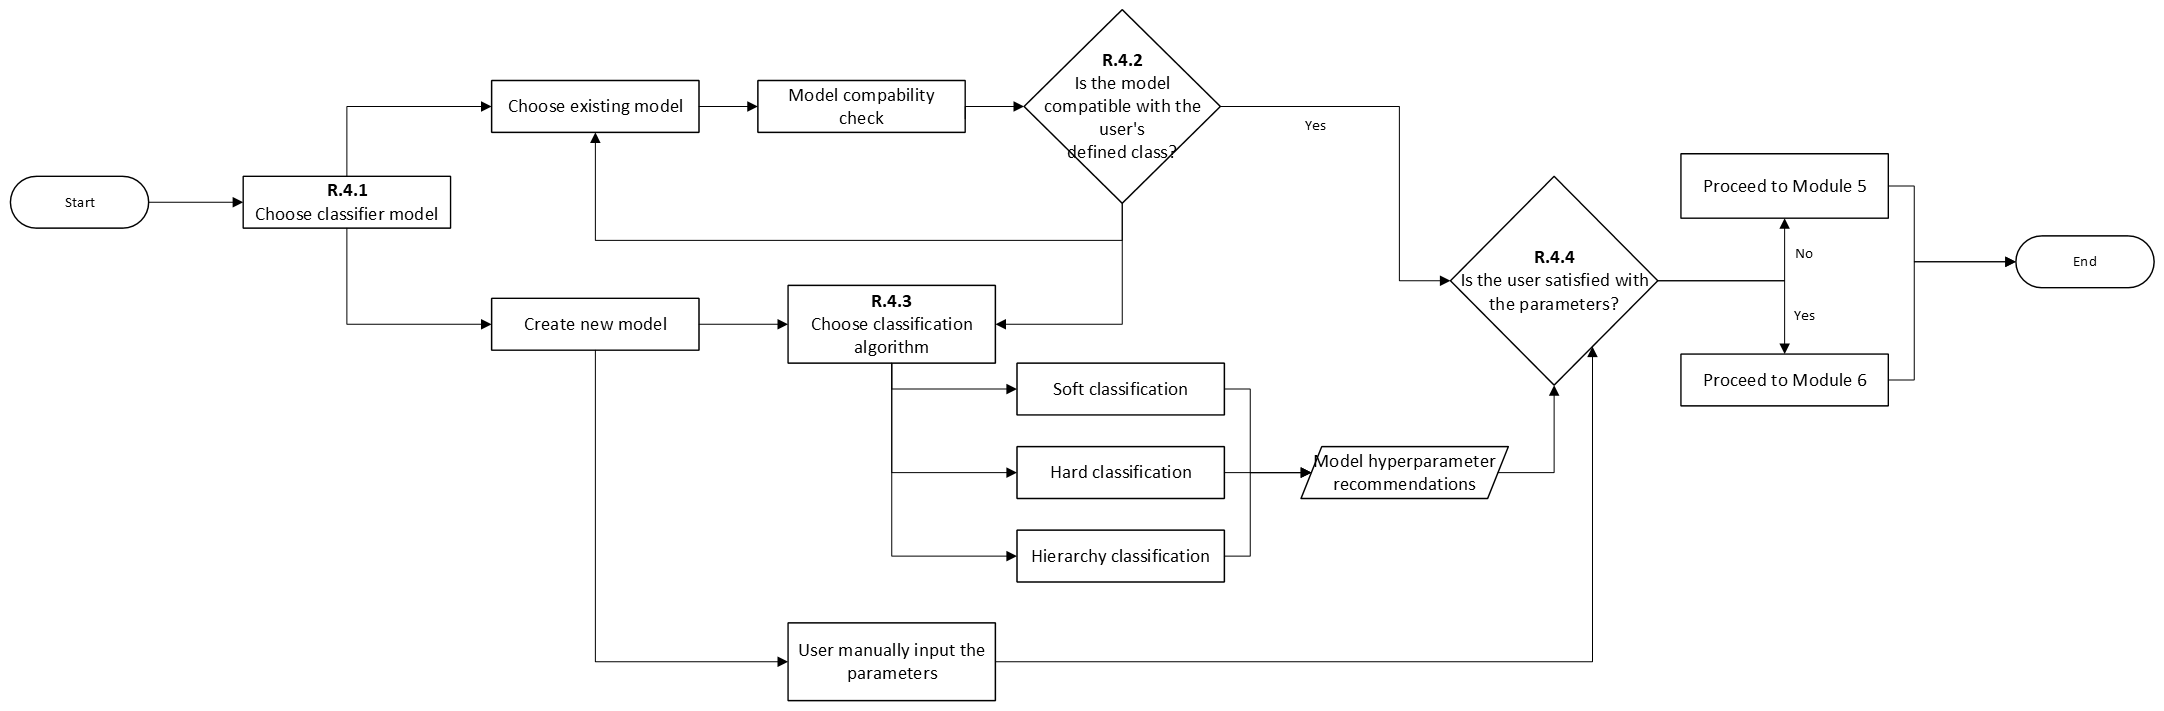 Start
R.4.1
Choose classifier model
Choose existing model
Model compability
check
R.4.2
Is the model
compatible with the
user's
defined class?
Yes
Create new model
R.4.3
Choose classification
algorithm
Soft classification
Hard classification
Hierarchy classification
Model hyperparameter
recommendations
User manually input the
parameters
R.4.4
Is the user satisfied with
the parameters?
Proceed to Module 5
No
Yes
Proceed to Module 6
End